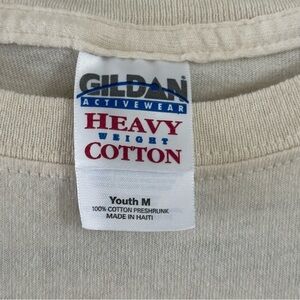 GILDAN
ACTIVEWEAR
HEAVY
WEIGHT
COTTON
Youth M
100% COTTON PRESHRUNK
MADE IN HAITI